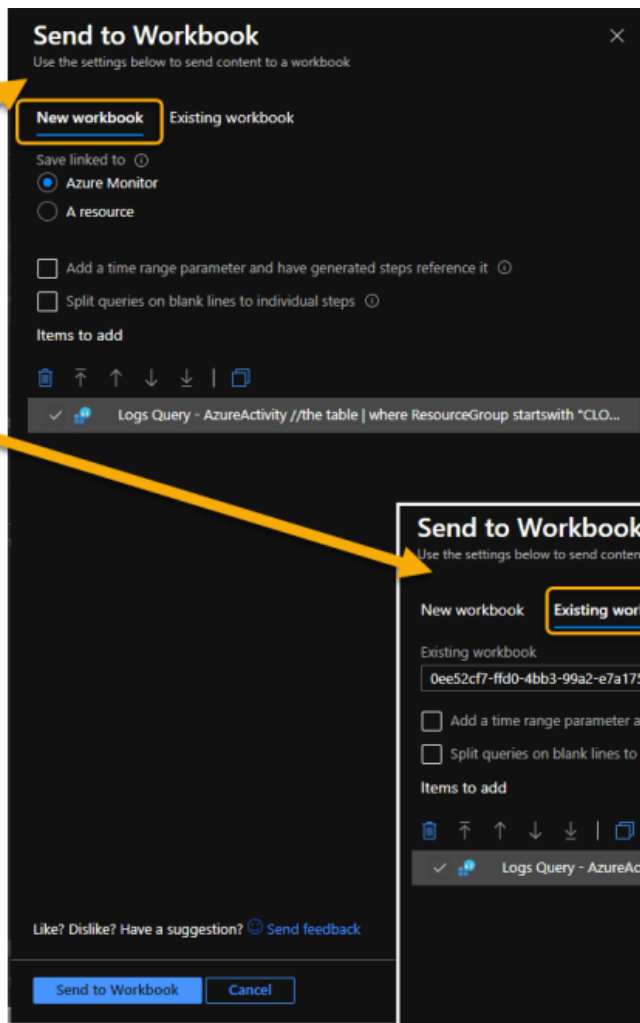 Send to Workbook
Use the settings below to send content to a workbook
New workbook Existing workbook
Save linked to
Azure Monitor
A resource
Add a time range parameter and have generated steps reference it
Split queries on blank lines to individual steps
Items to add
Logs Query - AzureActivity //the table | where ResourceGroup startswith "CLO...
Like? Dislike? Have a suggestion? Send feedback
Send to Workbook Cancel
Send to Workbook
Use the settings below to send conten
New workbook Existing wor
Existing workbook
0ee52cf7-ffd0-4bb3-99a2-e7a175
Add a time range parameter a
Split queries on blank lines to
Items to add
Logs Query - AzureAc